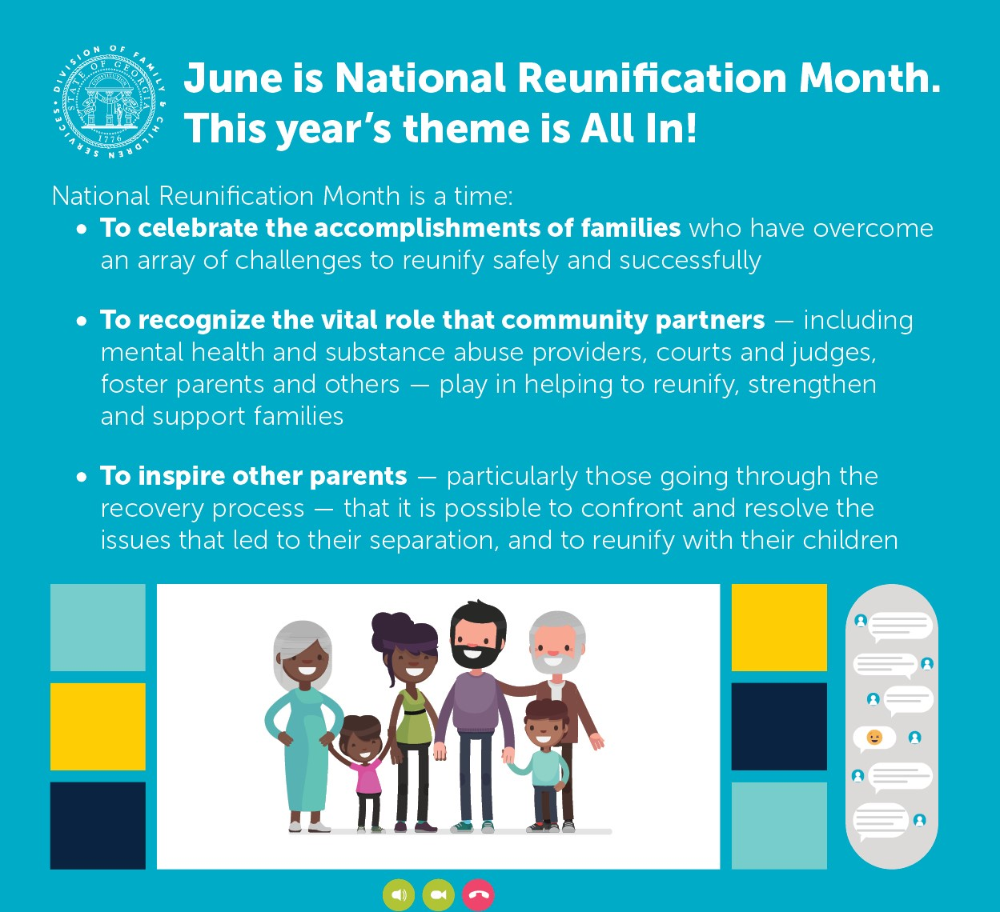 DIVISION OF FAMILY & CHILDREN SERVICES
STATE OF GEORGIA
CONSTITUTION
1776
June is National Reunification Month.
This year's theme is All In!
National Reunification Month is a time:
• To celebrate the accomplishments of families who have overcome
an array of challenges to reunify safely and successfully
• To recognize the vital role that community partners — including
mental health and substance abuse providers, courts and judges,
foster parents and others — play in helping to reunify, strengthen
and support families
• To inspire other parents — particularly those going through the
recovery process — that it is possible to confront and resolve the
issues that led to their separation, and to reunify with their children